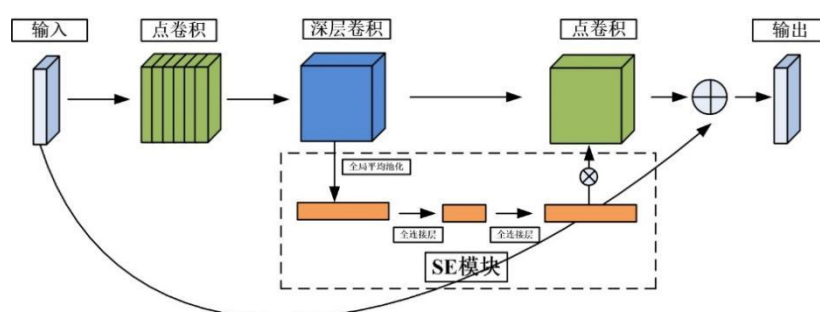 输入
点卷积
深层卷积
点卷积
输出
全局平均池化
全连接层
全连接层
SE模块